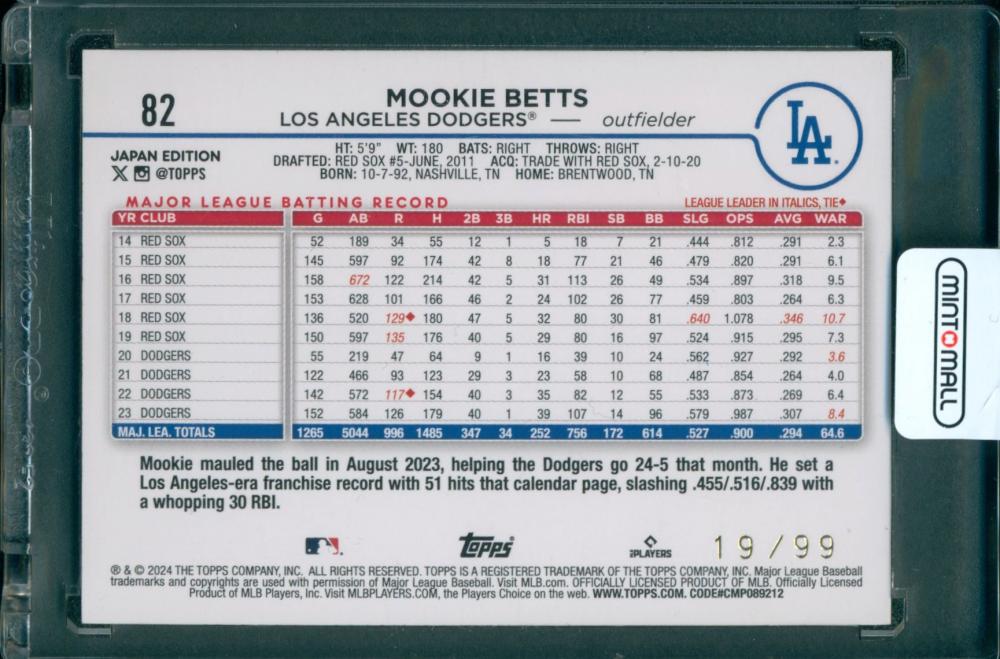 82
MOOKIE BETTS
LOS ANGELES DODGERS® — outfielder
LA
HT: 5'9" WT: 180 BATS: RIGHT THROWS: RIGHT
DRAFTED: RED SOX #5-JUNE, 2011 ACQ: TRADE WITH RED SOX, 2-10-20
BORN: 10-7-92, NASHVILLE, TN HOME: BRENTWOOD, TN
JAPAN EDITION
X @TOPPS
MAJOR LEAGUE BATTING RECORD LEAGUE LEADER IN ITALICS, TIE♦
YR CLUB G AB R H 2B 3B HR RBI SB BB SLG OPS AVG WAR
14 RED SOX 52 189 34 55 12 1 5 18 7 21 .444 .812 .291 2.3
15 RED SOX 145 597 92 174 42 8 18 77 21 46 .479 .820 .291 6.1
16 RED SOX 158 672 122 214 42 5 31 113 26 49 .534 .897 .318 9.5
17 RED SOX 153 628 101 166 46 2 24 102 26 77 .459 .803 .264 6.3
18 RED SOX 136 520 129♦ 180 47 5 32 80 30 81 .640 1.078 .346 10.7
19 RED SOX 150 597 135 176 40 5 29 80 16 97 .524 .915 .295 7.3
20 DODGERS 55 219 47 64 9 1 16 39 10 24 .562 .927 .292 3.6
21 DODGERS 122 466 93 123 29 3 23 58 10 68 .487 .854 .264 4.0
22 DODGERS 142 572 117♦ 154 40 3 35 82 12 55 .533 .873 .269 6.4
23 DODGERS 152 584 126 179 40 1 39 107 14 96 .579 .987 .307 8.4
MAJ. LEA. TOTALS 1265 5044 996 1485 347 34 252 756 172 614 .527 .900 .294 64.6
Mookie mauled the ball in August 2023, helping the Dodgers go 24-5 that month. He set a
Los Angeles-era franchise record with 51 hits that calendar page, slashing .455/.516/.839 with
a whopping 30 RBI.
Topps
PLAYERS
19/99
® & © 2024 THE TOPPS COMPANY, INC. ALL RIGHTS RESERVED. TOPPS IS A REGISTERED TRADEMARK OF THE TOPPS COMPANY, INC. Major League Baseball
trademarks and copyrights are used with permission of Major League Baseball. Visit MLB.com. OFFICIALLY LICENSED PRODUCT OF MLB. Officially Licensed
Product of MLB Players, Inc. Visit MLBPLAYERS.COM, the Players Choice on the web. WWW.TOPPS.COM. CODE#CMP089212
MINTMALL